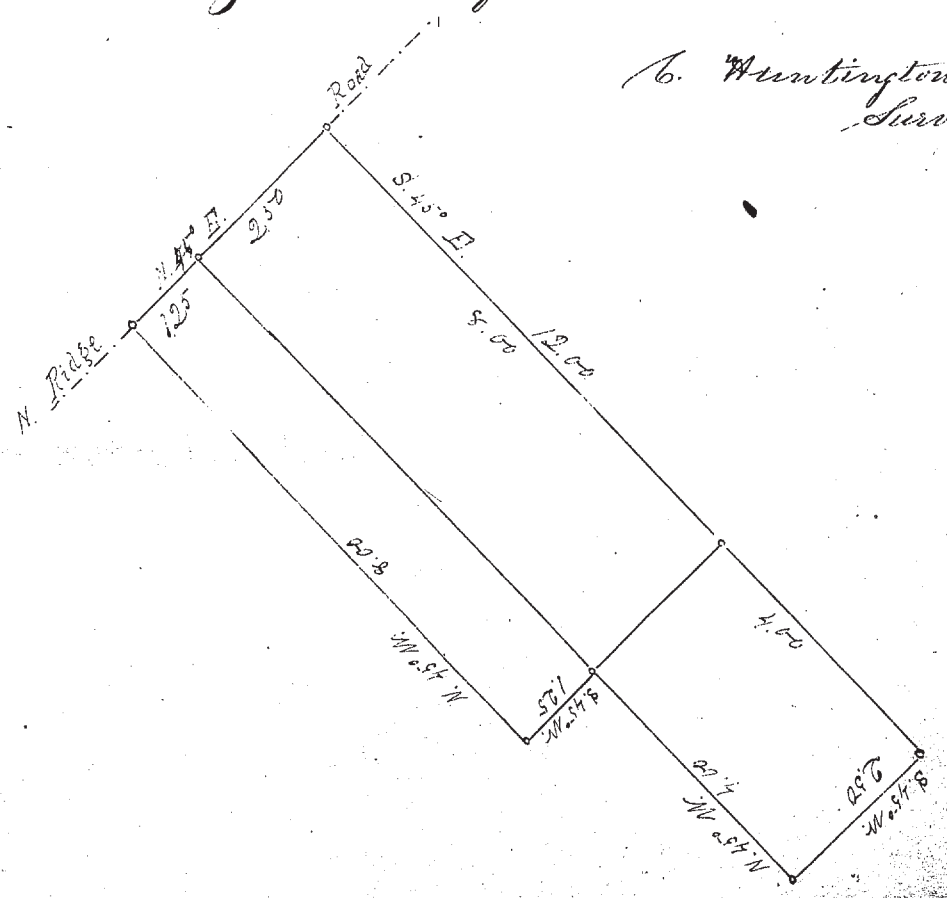 C. Huntington
Surv
Road
S. 45° E.
2.50
N. 45° E.
1.25
N. Ridge
8.00
12.00
8.00
N. 45° W.
4.00
1.25
S. 45° W.
4.00
N. 45° W.
2.50
S. 45° W.